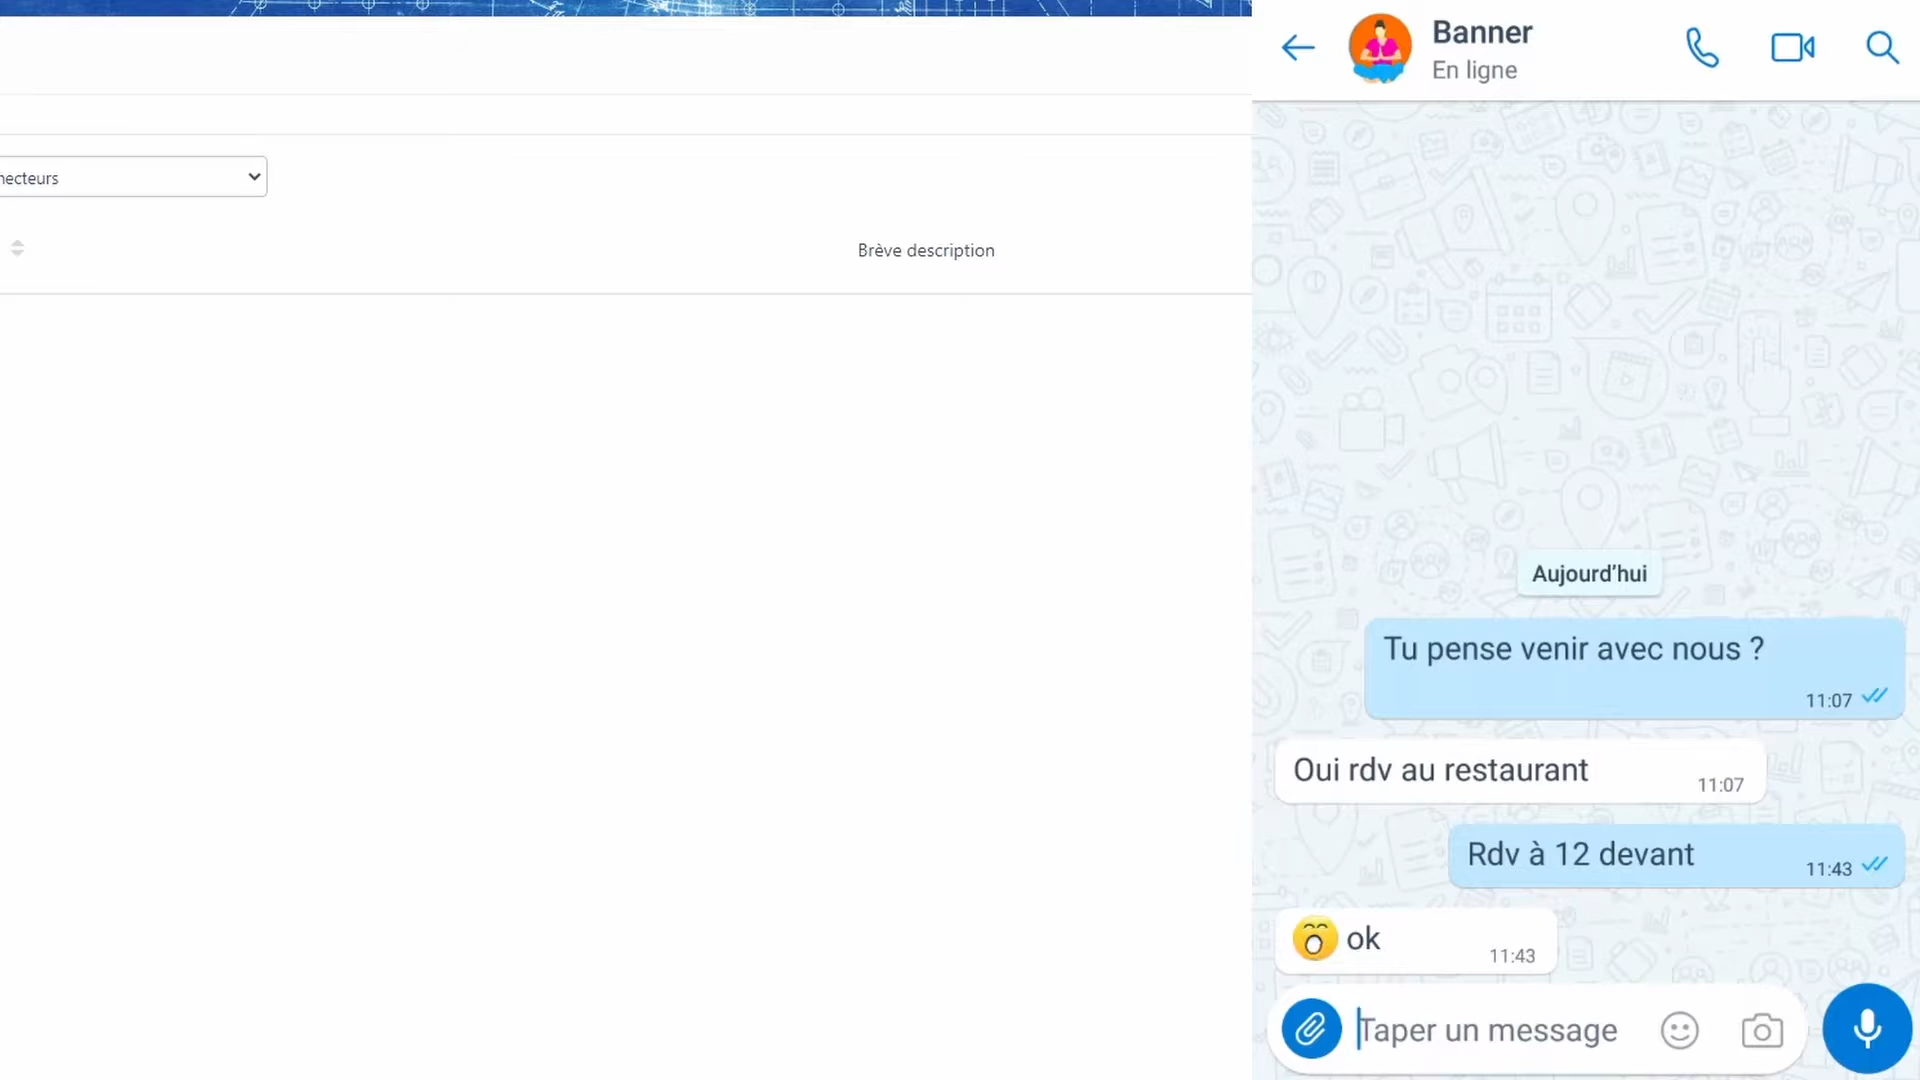 necteurs
Brève description
Banner
En ligne
Aujourd'hui
Tu pense venir avec nous ?
11:07
Oui rdv au restaurant
11:07
Rdv à 12 devant
11:43
ok
11:43
Taper un message